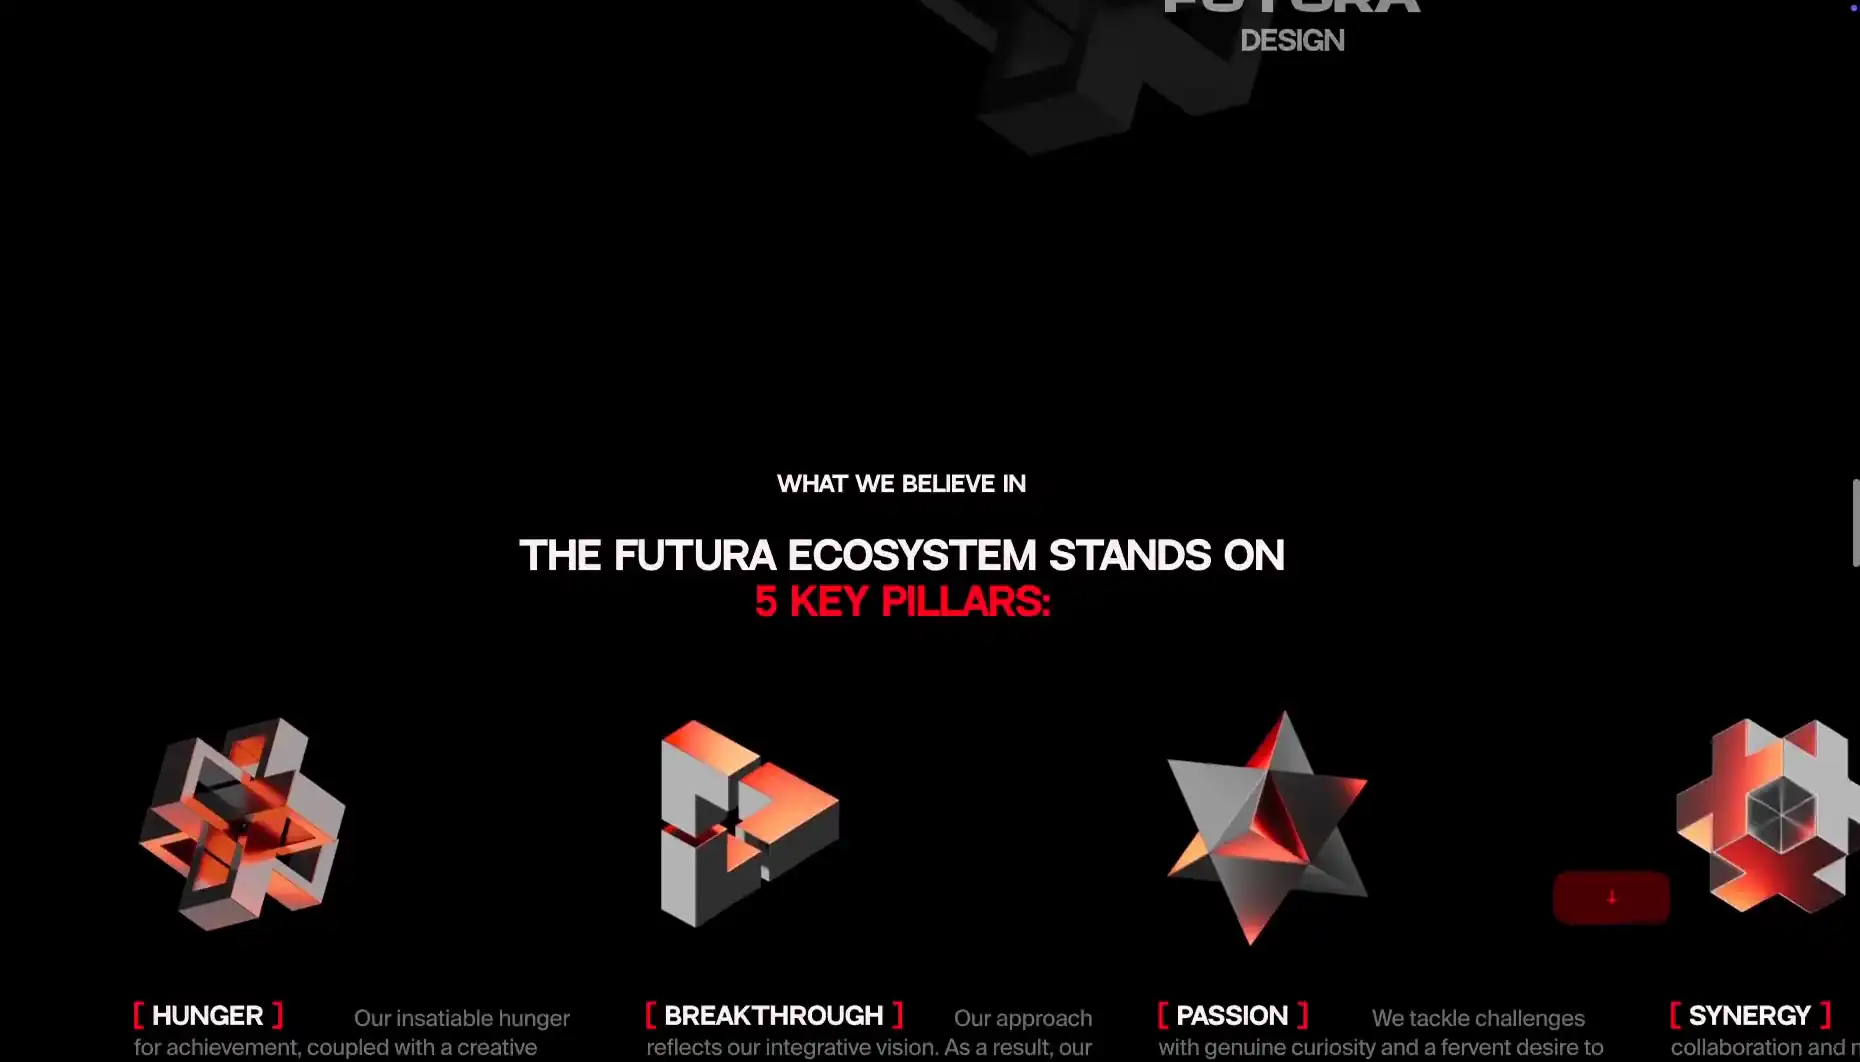 FUTURA
DESIGN
WHAT WE BELIEVE IN
THE FUTURA ECOSYSTEM STANDS ON
5 KEY PILLARS:
[ HUNGER ] Our insatiable hunger
for achievement, coupled with a creative
[ BREAKTHROUGH ] Our approach
reflects our integrative vision. As a result, our
[ PASSION ] We tackle challenges
with genuine curiosity and a fervent desire to
[ SYNERGY ]
collaboration and